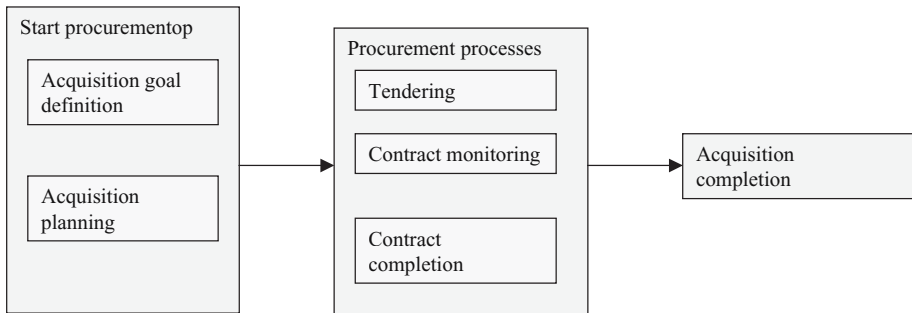 Start procurementop
Acquisition goal
definition
Acquisition
planning
Procurement processes
Tendering
Contract monitoring
Contract
completion
Acquisition
completion